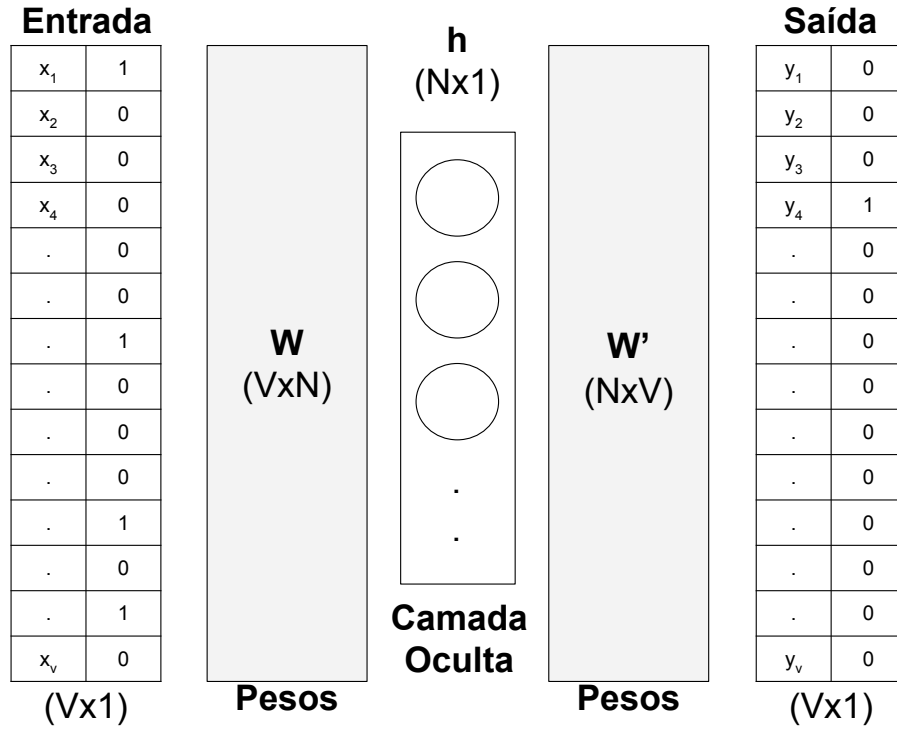 Entrada
Saída
h
(Nx1)
x₁ 1
x₂ 0
x₃ 0
x₄ 0
. 0
. 0
. 1
. 0
. 0
. 0
. 1
. 0
. 1
xᵥ 0
(Vx1)
W
(VxN)
Pesos
.
.
Camada
Oculta
W’
(NxV)
Pesos
y₁ 0
y₂ 0
y₃ 0
y₄ 1
. 0
. 0
. 0
. 0
. 0
. 0
. 0
. 0
. 0
yᵥ 0
(Vx1)